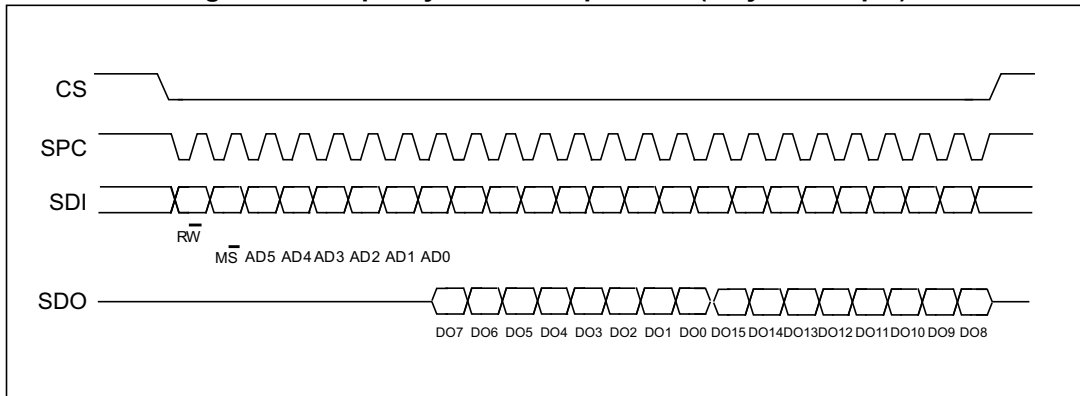 CS
SPC
SDI
RW
MS AD5 AD4 AD3 AD2 AD1 AD0
SDO
DO7 DO6 DO5 DO4 DO3 DO2 DO1 DO0 DO15 DO14 DO13 DO12 DO11 DO10 DO9 DO8